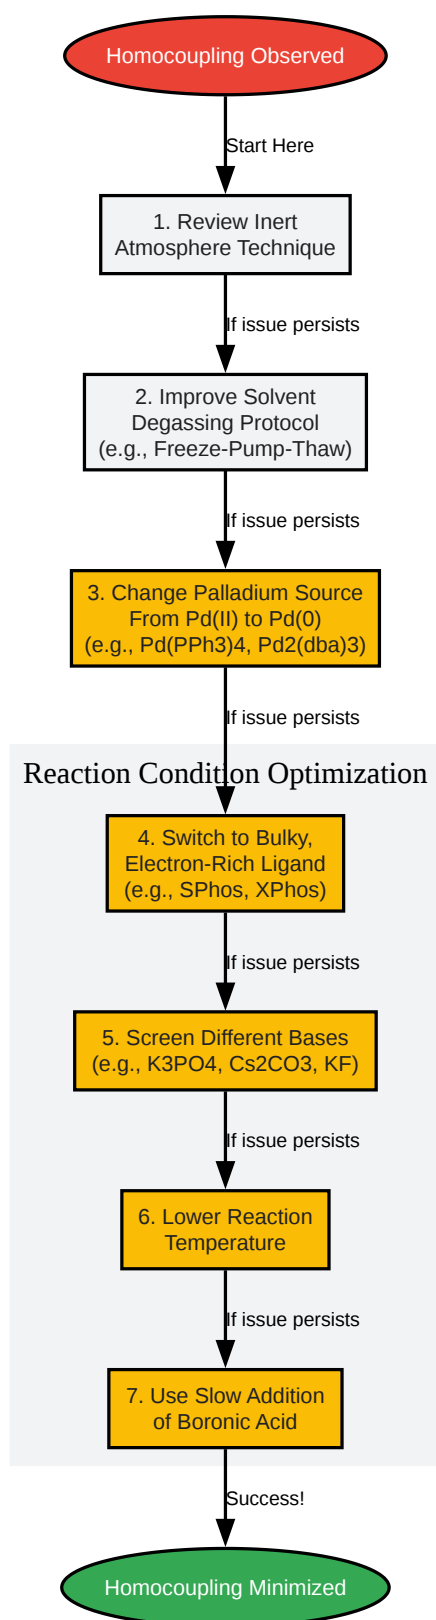 Homocoupling Observed
Start Here
1. Review Inert
Atmosphere Technique
If issue persists
2. Improve Solvent
Degassing Protocol
(e.g., Freeze-Pump-Thaw)
If issue persists
3. Change Palladium Source
From Pd(II) to Pd(0)
(e.g., Pd(PPh3)4, Pd2(dba)3)
If issue persists
Reaction Condition Optimization
4. Switch to Bulky,
Electron-Rich Ligand
(e.g., SPhos, XPhos)
If issue persists
5. Screen Different Bases
(e.g., K3PO4, Cs2CO3, KF)
If issue persists
6. Lower Reaction
Temperature
If issue persists
7. Use Slow Addition
of Boronic Acid
Success!
Homocoupling Minimized